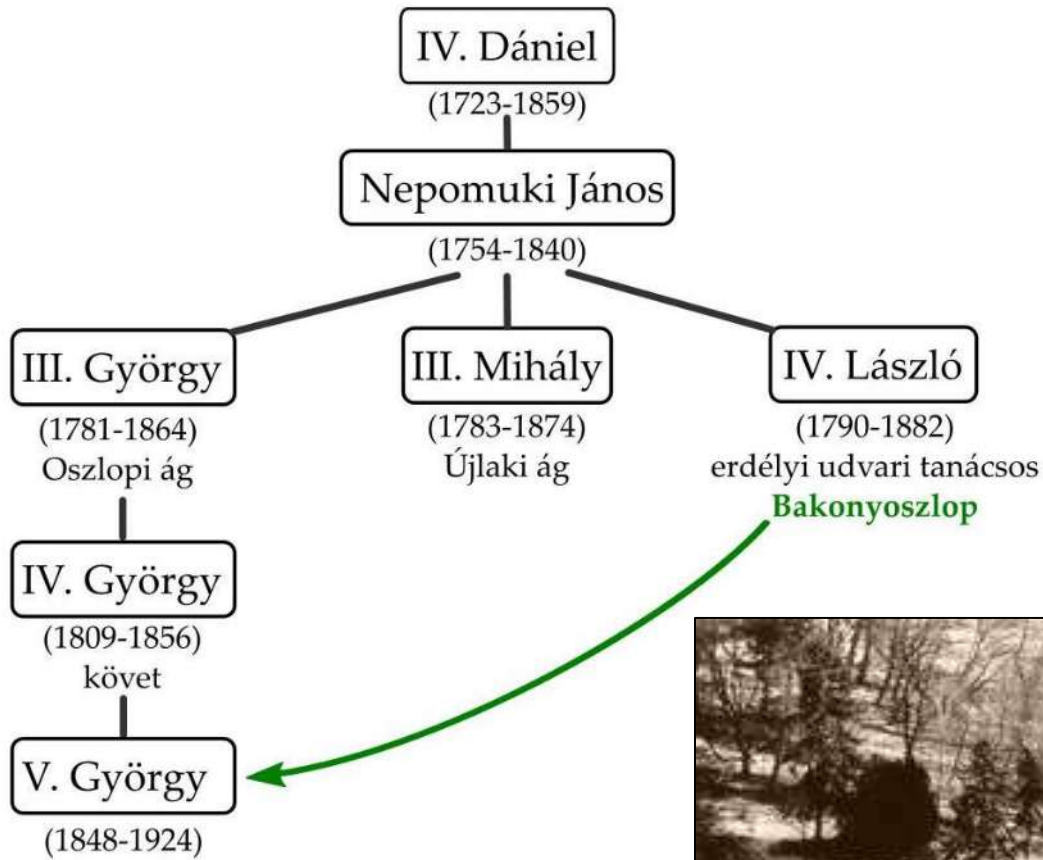 IV. Dániel
(1723-1859)
Nepomuki János
(1754-1840)
III. György
(1781-1864)
Oszlopi ág
III. Mihály
(1783-1874)
Újlaki ág
IV. László
(1790-1882)
erdélyi udvari tanácsos
Bakonyoszlop
IV. György
(1809-1856)
követ
V. György
(1848-1924)